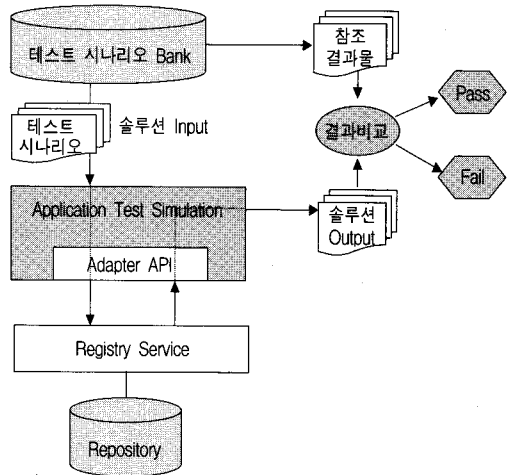 테스트 시나리오 Bank
참조
결과물
테스트
시나리오
솔루션 Input
결과비교
Pass
Fail
Application Test Simulation
솔루션
Output
Adapter API
Registry Service
Repository